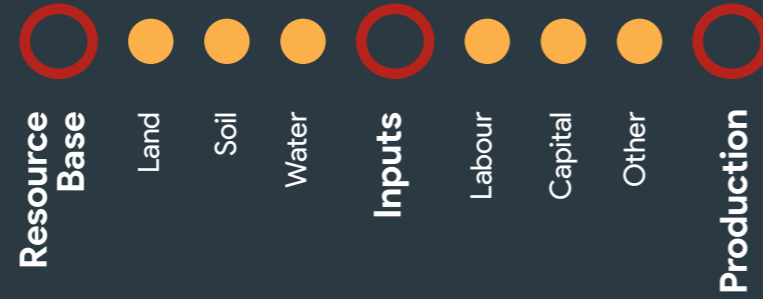 Resource
Base
Land
Soil
Water
Inputs
Labour
Capital
Other
Production